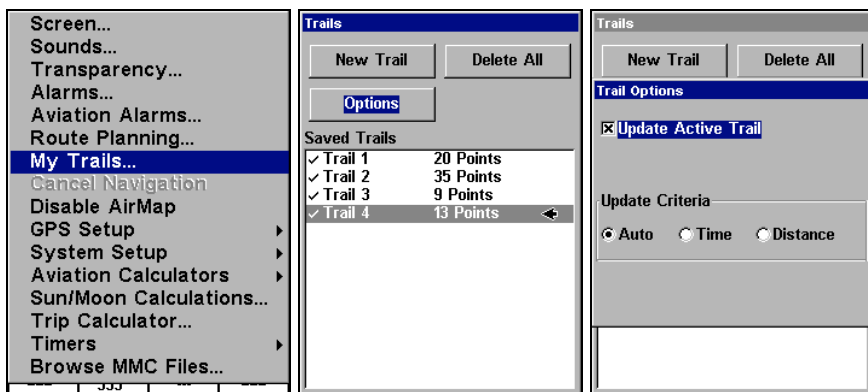 Screen...
Sounds...
Transparency...
Alarms...
Aviation Alarms...
Route Planning...
My Trails...
Cancel Navigation
Disable AirMap
GPS Setup
System Setup
Aviation Calculators
Sun/Moon Calculations...
Trip Calculator...
Timers
Browse MMC Files...
Trails
New Trail Delete All
Options
Saved Trails
Trail 1 20 Points
Trail 2 35 Points
Trail 3 9 Points
Trail 4 13 Points
Trails
New Trail Delete All
Trail Options
Update Active Trail
Update Criteria
Auto Time Distance